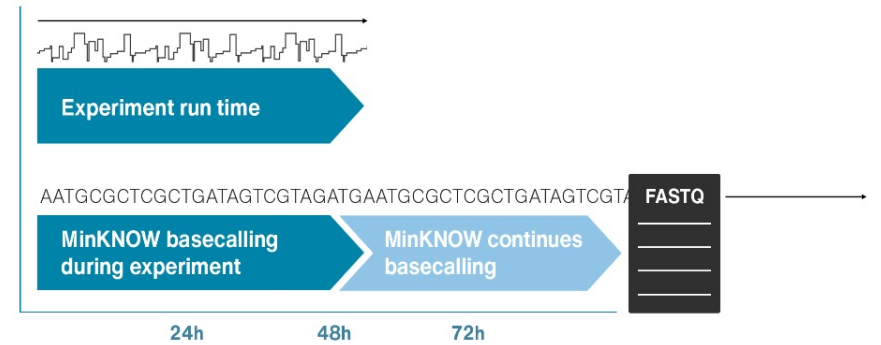 Experiment run time
AATGCGCTCGCTGATAGTCGTAGATGAATGCGCTCGCTGATAGTCGTA
FASTQ
MinKNOW basecalling
during experiment
MinKNOW continues
basecalling
24h
48h
72h